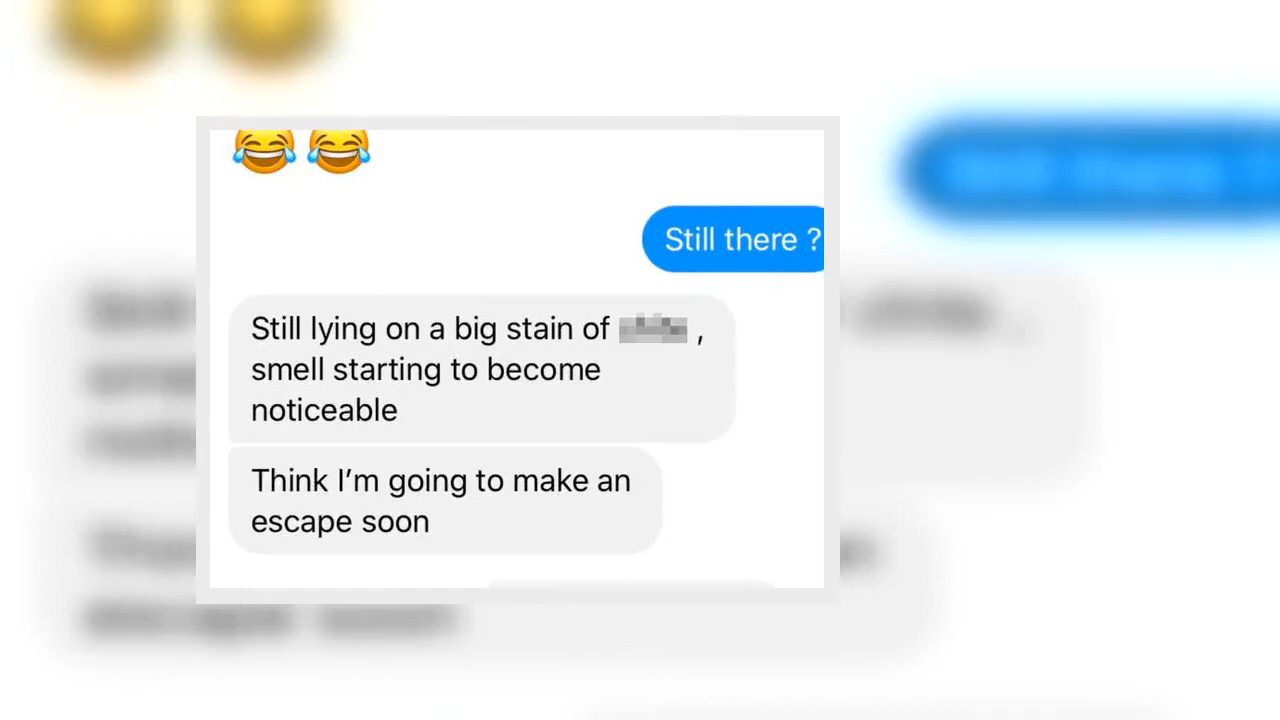 😂 😂
Still there ?
Still lying on a big stain of ,
smell starting to become
noticeable
Think I’m going to make an
escape soon